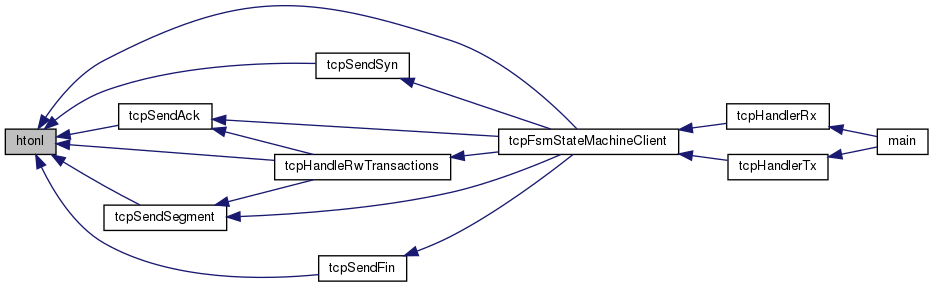 htonl
tcpSendSyn
tcpSendAck
tcpHandleRwTransactions
tcpSendSegment
tcpSendFin
tcpFsmStateMachineClient
tcpHandlerRx
tcpHandlerTx
main